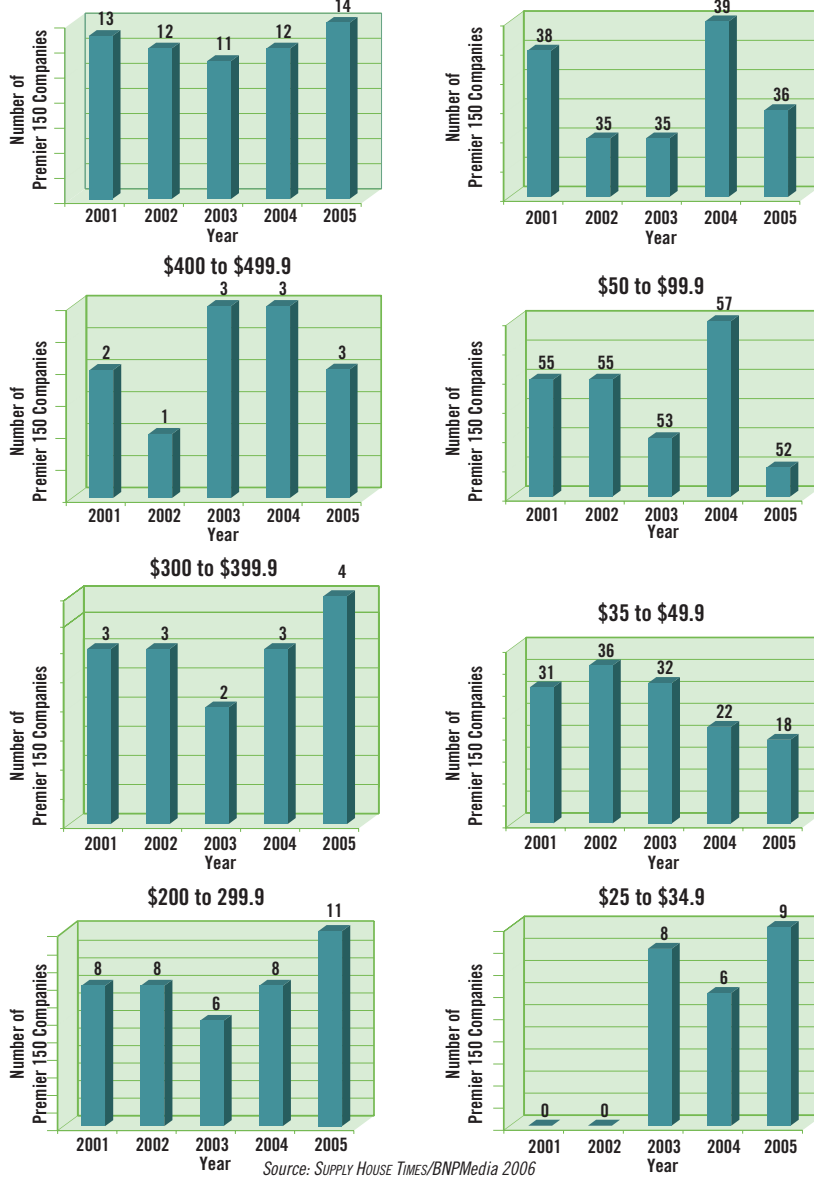 13
12
11
12
14
Number of
Premier 150 Companies
2001 2002 2003 2004 2005
Year
$400 to $499.9
2
1
3
3
3
Number of
Premier 150 Companies
2001 2002 2003 2004 2005
Year
$300 to $399.9
3
3
2
3
4
Number of
Premier 150 Companies
2001 2002 2003 2004 2005
Year
$200 to 299.9
8
8
6
8
11
Number of
Premier 150 Companies
2001 2002 2003 2004 2005
Year
38
35
35
39
36
Number of
Premier 150 Companies
2001 2002 2003 2004 2005
Year
$50 to $99.9
55
55
53
57
52
Number of
Premier 150 Companies
2001 2002 2003 2004 2005
Year
$35 to $49.9
31
36
32
22
18
Number of
Premier 150 Companies
2001 2002 2003 2004 2005
Year
$25 to $34.9
0
0
8
6
9
Number of
Premier 150 Companies
2001 2002 2003 2004 2005
Year
Source: SUPPLY HOUSE TIMES/BNPMedia 2006